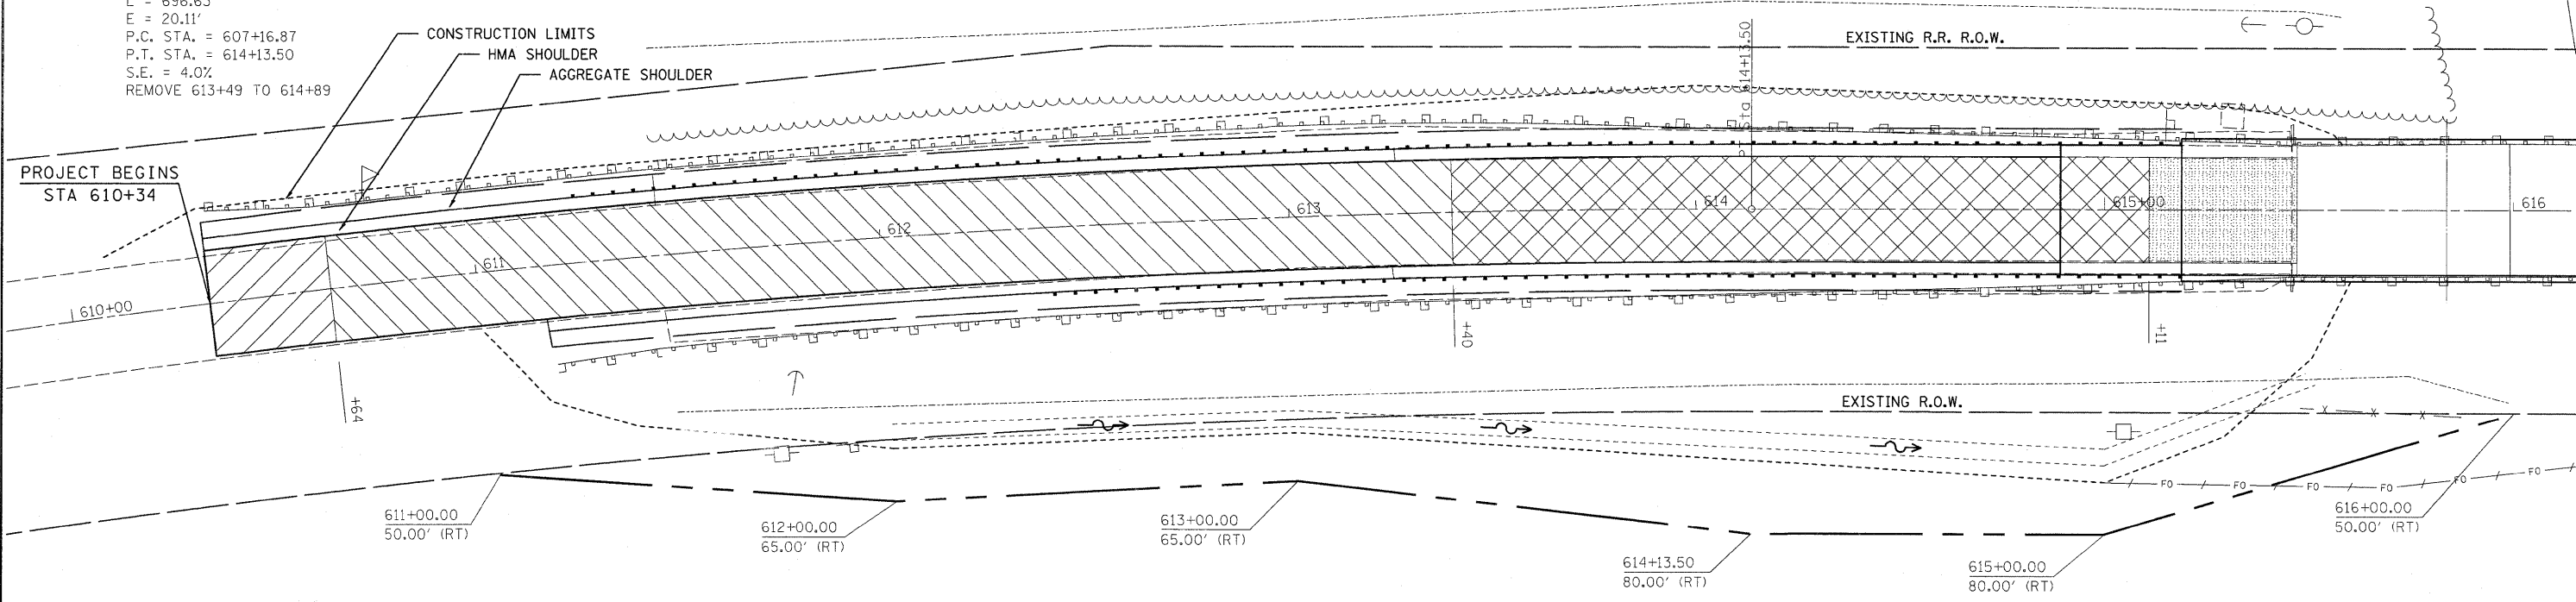 L = 696.63'
E = 20.11'
P.C. STA. = 607+16.87
P.T. STA. = 614+13.50
S.E. = 4.0%
REMOVE 613+49 TO 614+89
CONSTRUCTION LIMITS
HMA SHOULDER
AGGREGATE SHOULDER
EXISTING R.R. R.O.W.
Sta 614+13.50
PROJECT BEGINS
STA 610+34
610+00
611
612
613
614
615+00
616
+64
+40
+11
EXISTING R.O.W.
X X X
FO FO FO FO FO FO
611+00.00
50.00' (RT)
612+00.00
65.00' (RT)
613+00.00
65.00' (RT)
614+13.50
80.00' (RT)
615+00.00
80.00' (RT)
616+00.00
50.00' (RT)